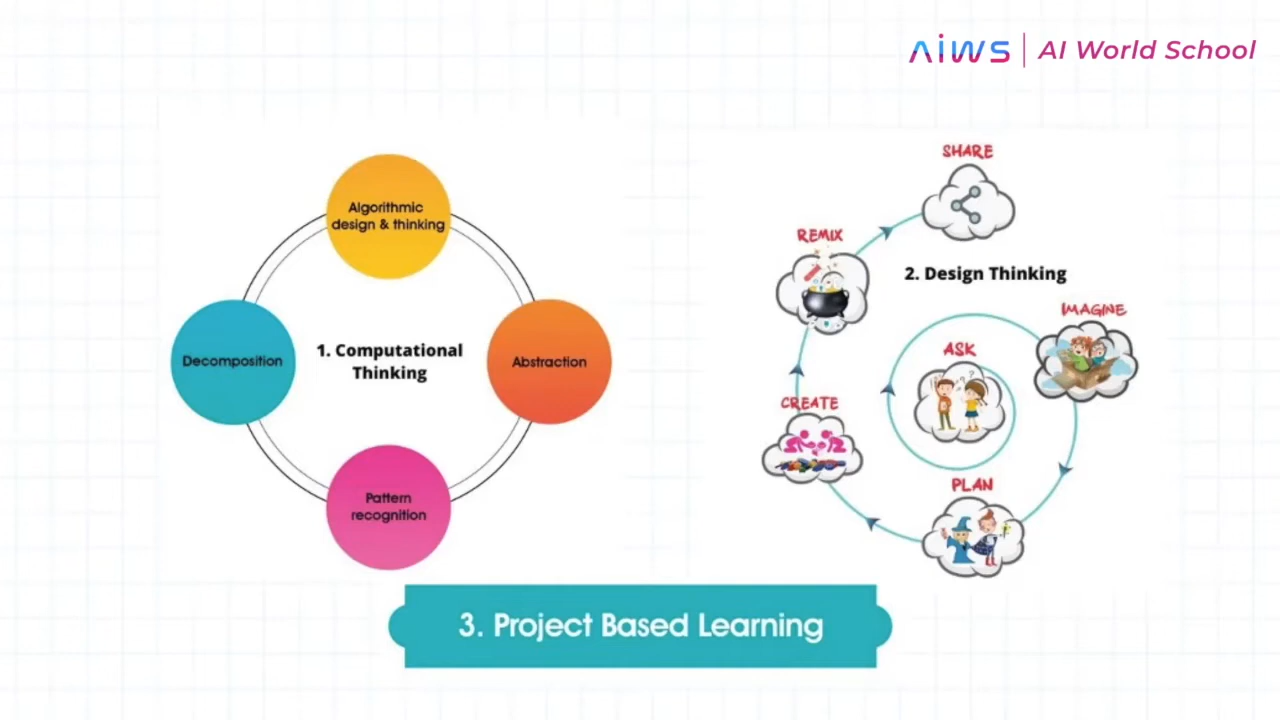 AIWS | AI World School
Algorithmic
design & thinking
Decomposition
1. Computational
Thinking
Abstraction
Pattern
recognition
SHARE
REMIX
2. Design Thinking
IMAGINE
ASK
CREATE
PLAN
3. Project Based Learning